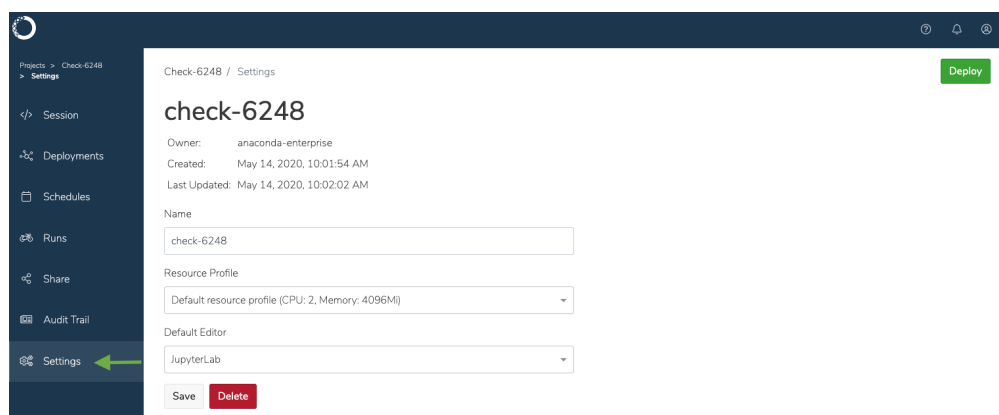 Projects > Check-6248
> Settings
Session
Deployments
Schedules
Runs
Share
Audit Trail
Settings
Check-6248 / Settings
Deploy
check-6248
Owner: anaconda-enterprise
Created: May 14, 2020, 10:01:54 AM
Last Updated: May 14, 2020, 10:02:02 AM
Name
check-6248
Resource Profile
Default resource profile (CPU: 2, Memory: 4096Mi)
Default Editor
JupyterLab
Save Delete